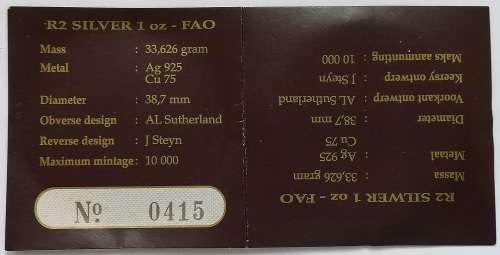 R2 SILVER 1 oz - FAO
Mass : 33,626 gram
Metal : Ag 925
Cu 75
Diameter : 38,7 mm
Obverse design : AL Sutherland
Reverse design : J Steyn
Maximum mintage : 10 000
No 0415
R2 SILWER 1 oz - FAO
Massa : 33,626 gram
Metaal : Ag 925
Cu 75
Diameter : 38,7 mm
Voorkant ontwerp : AL Sutherland
Keersy ontwerp : J Steyn
Maks aanmunting : 10 000